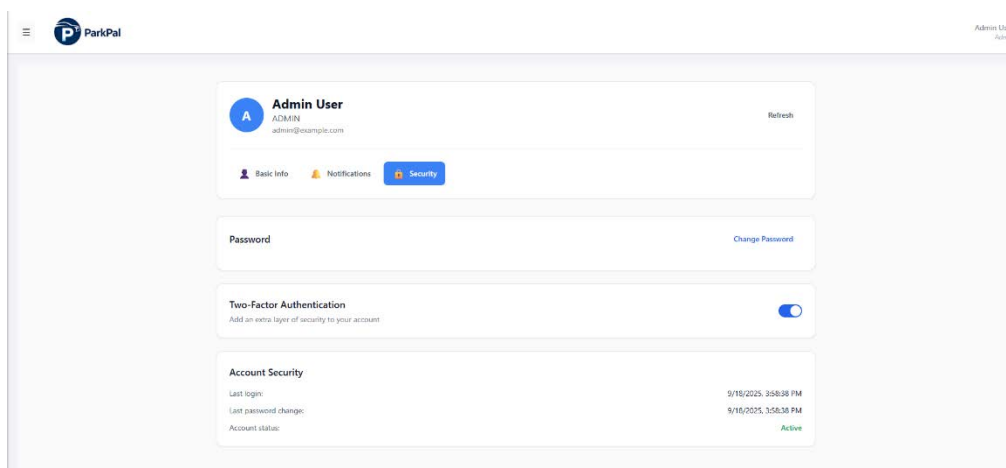 ParkPal
Admin
Admin User
ADMIN
admin@example.com
Refresh
Basic Info
Notifications
Security
Password
Change Password
Two-Factor Authentication
Add an extra layer of security to your account
Account Security
Last login: 9/18/2025, 3:58:38 PM
Last password change: 9/18/2025, 3:58:38 PM
Account status: Active